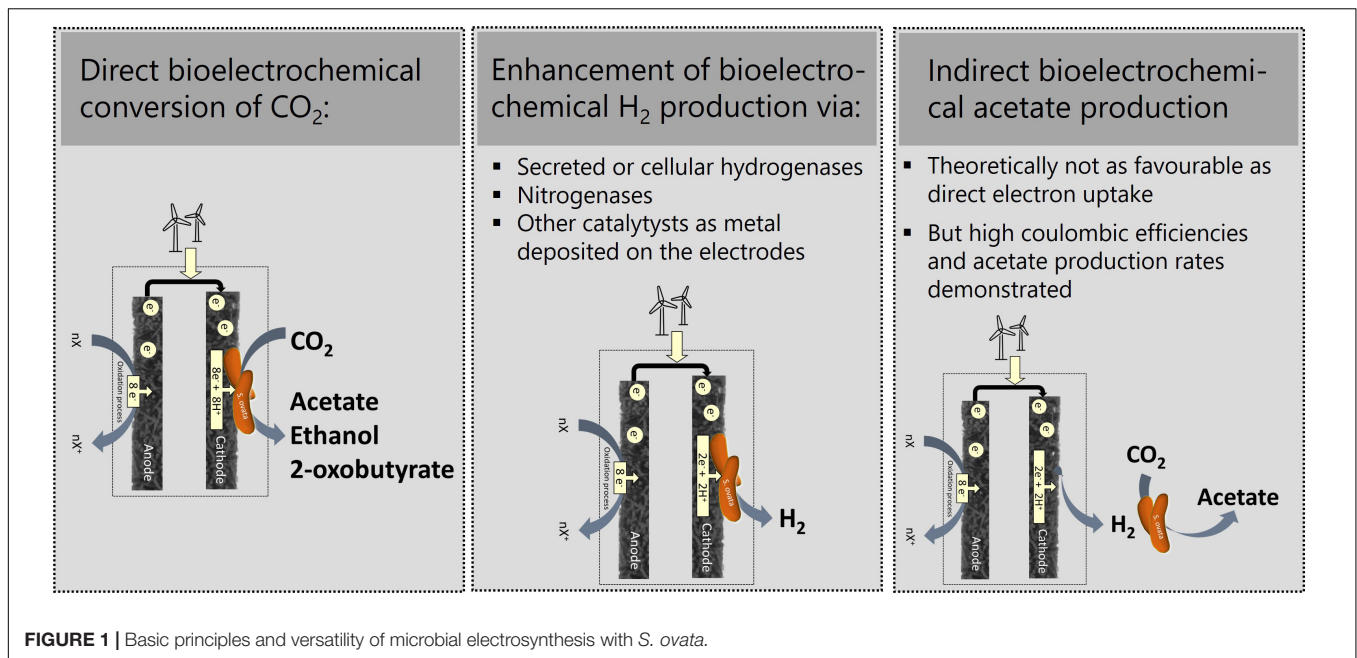 Direct bioelectrochemical
conversion of CO₂:
nX
nX⁺
Oxidation process
8 e⁻
e⁻
e⁻
Anode
e⁻
e⁻
8e⁻+ 8H⁺
S. ovata
Cathode
CO₂
Acetate
Ethanol
2-oxobutyrate
Enhancement of bioelectro-
chemical H₂ production via:
▪ Secreted or cellular hydrogenases
▪ Nitrogenases
▪ Other catalytysts as metal
deposited on the electrodes
nX
nX⁺
Oxidation process
8 e⁻
e⁻
e⁻
Anode
e⁻
e⁻
2e⁻ + 2H⁺
S. ovata
Cathode
H₂
Indirect bioelectrochemi-
cal acetate production
▪ Theoretically not as favourable as
direct electron uptake
▪ But high coulombic efficiencies
and acetate production rates
demonstrated
nX
nX⁺
Oxidation process
8 e⁻
e⁻
e⁻
Anode
e⁻
e⁻
2e⁻ + 2H⁺
Cathode
CO₂
H₂
S. ovata
Acetate
FIGURE 1 | Basic principles and versatility of microbial electrosynthesis with S. ovata.